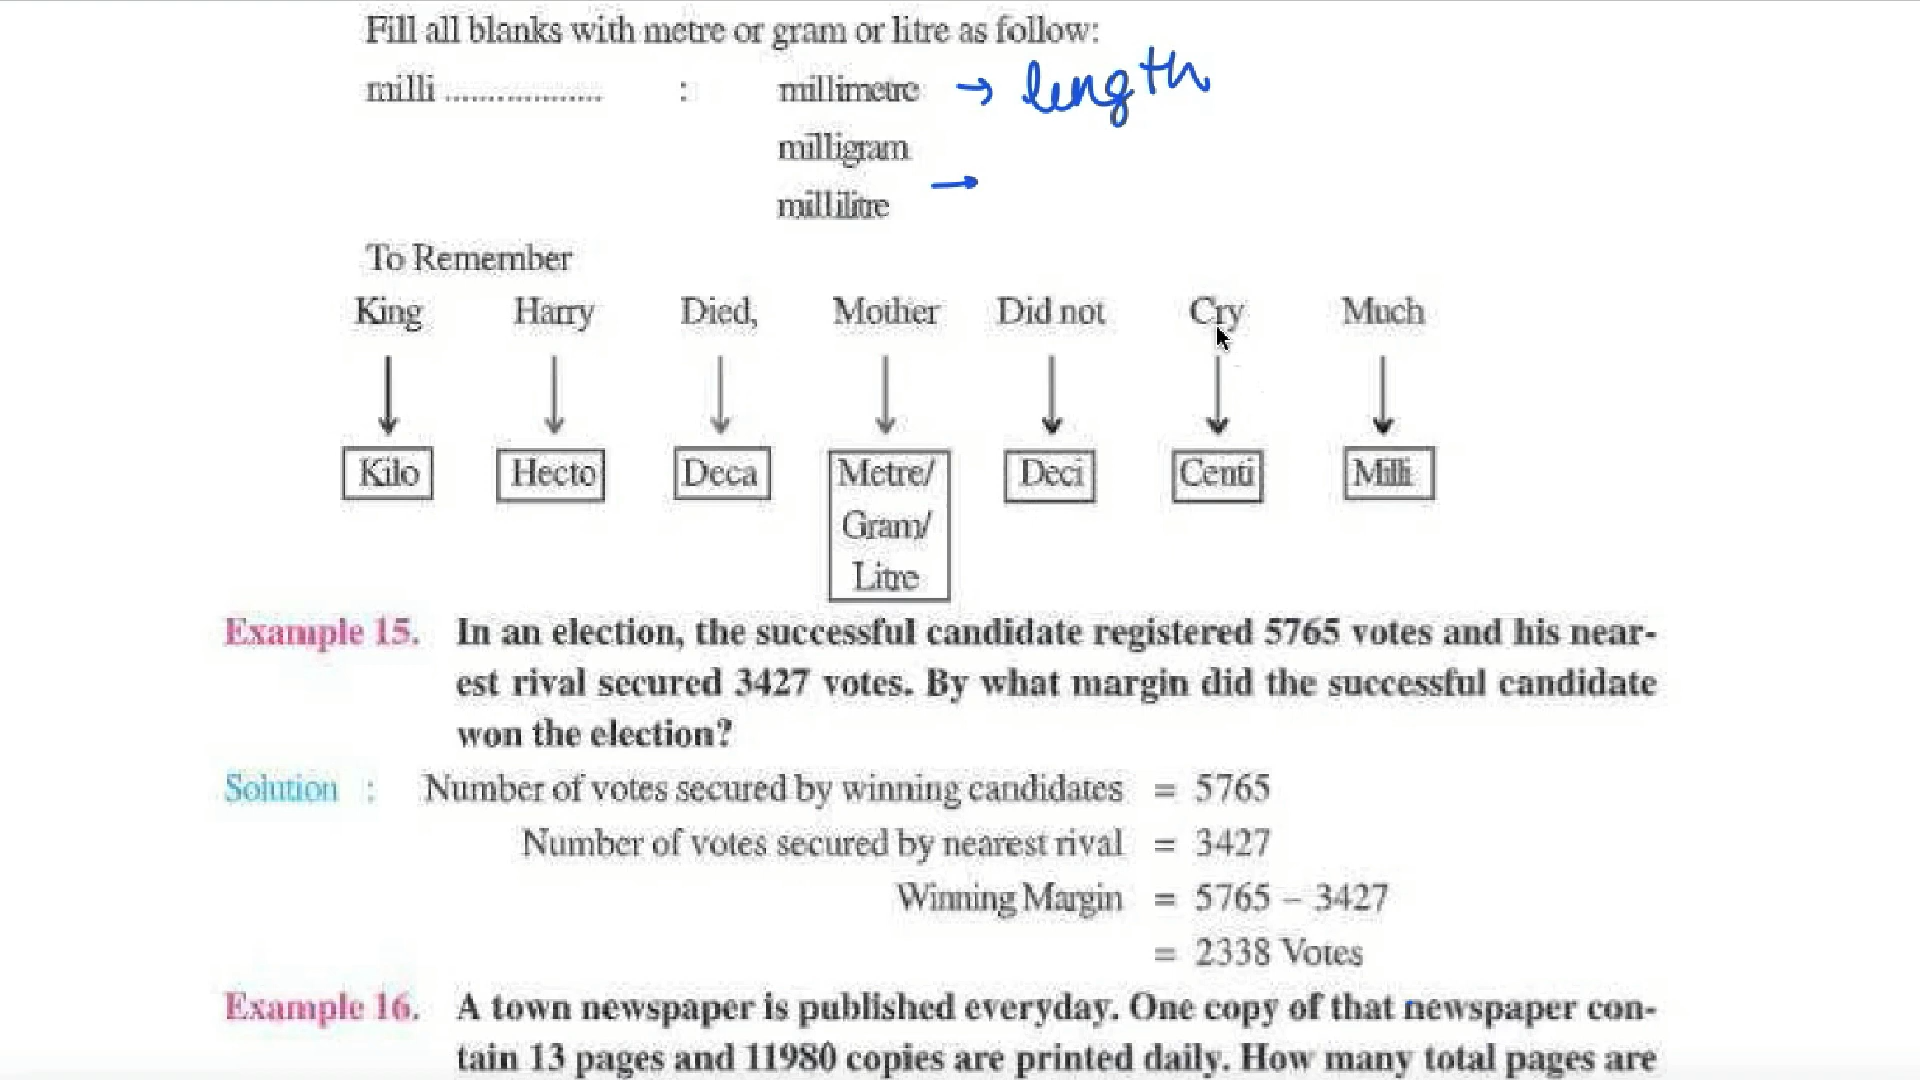 Fill all blanks with metre or gram or litre as follow:
milli .................. : millimetre → length
milligram
→
millilitre
To Remember
King Harry Died, Mother Did not Cry Much
Kilo Hecto Deca Metre/ Deci Centi Milli
Gram/
Litre
Example 15. In an election, the successful candidate registered 5765 votes and his near-
est rival secured 3427 votes. By what margin did the successful candidate
won the election?
Solution : Number of votes secured by winning candidates = 5765
Number of votes secured by nearest rival = 3427
Winning Margin = 5765 – 3427
= 2338 Votes
Example 16. A town newspaper is published everyday. One copy of that newspaper con-
tain 13 pages and 11980 copies are printed daily. How many total pages are